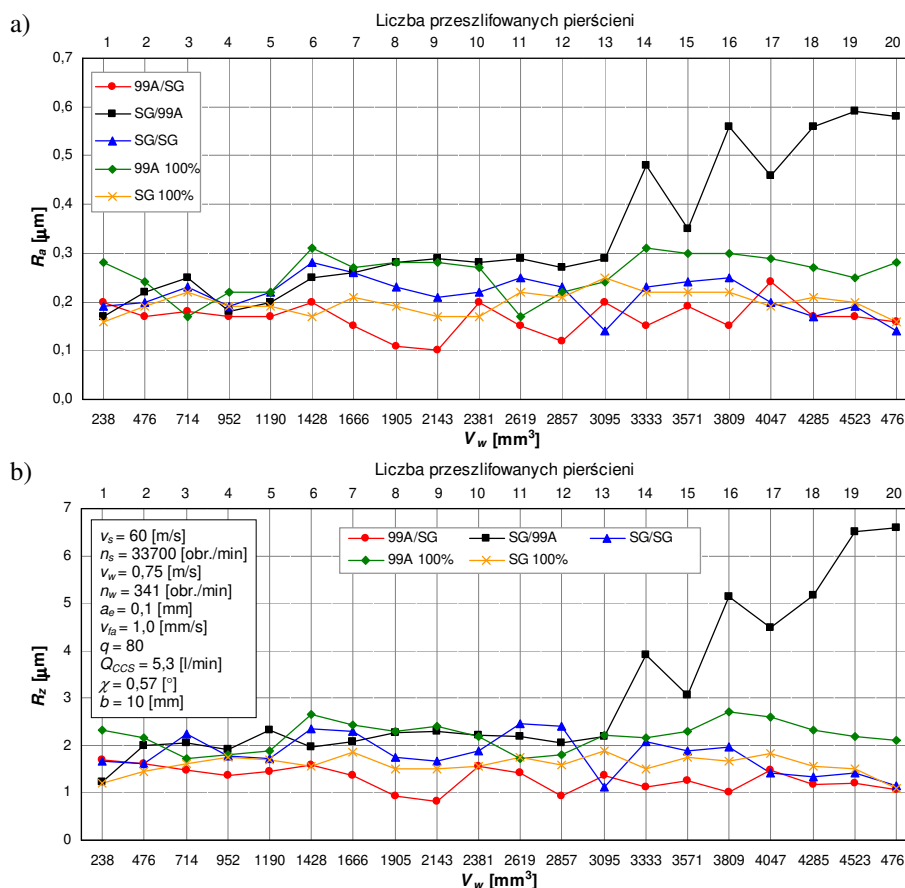 a)
Liczba przeszlifowanych pierścieni
1 2 3 4 5 6 7 8 9 10 11 12 13 14 15 16 17 18 19 20
0,7
0,6
0,5
0,4
0,3
0,2
0,1
0,0
R_a [μm]
99A/SG
SG/99A
SG/SG
99A 100%
SG 100%
238 476 714 952 1190 1428 1666 1905 2143 2381 2619 2857 3095 3333 3571 3809 4047 4285 4523 476
V_w [mm³]
b)
Liczba przeszlifowanych pierścieni
1 2 3 4 5 6 7 8 9 10 11 12 13 14 15 16 17 18 19 20
7
6
5
4
3
2
1
0
R_z [μm]
v_s = 60 [m/s]
n_s = 33700 [obr./min]
v_w = 0,75 [m/s]
n_w = 341 [obr./min]
a_e = 0,1 [mm]
v_fa = 1,0 [mm/s]
q = 80
Q_CCS = 5,3 [l/min]
χ = 0,57 [°]
b = 10 [mm]
99A/SG SG/99A SG/SG
99A 100% SG 100%
238 476 714 952 1190 1428 1666 1905 2143 2381 2619 2857 3095 3333 3571 3809 4047 4285 4523 476
V_w [mm³]